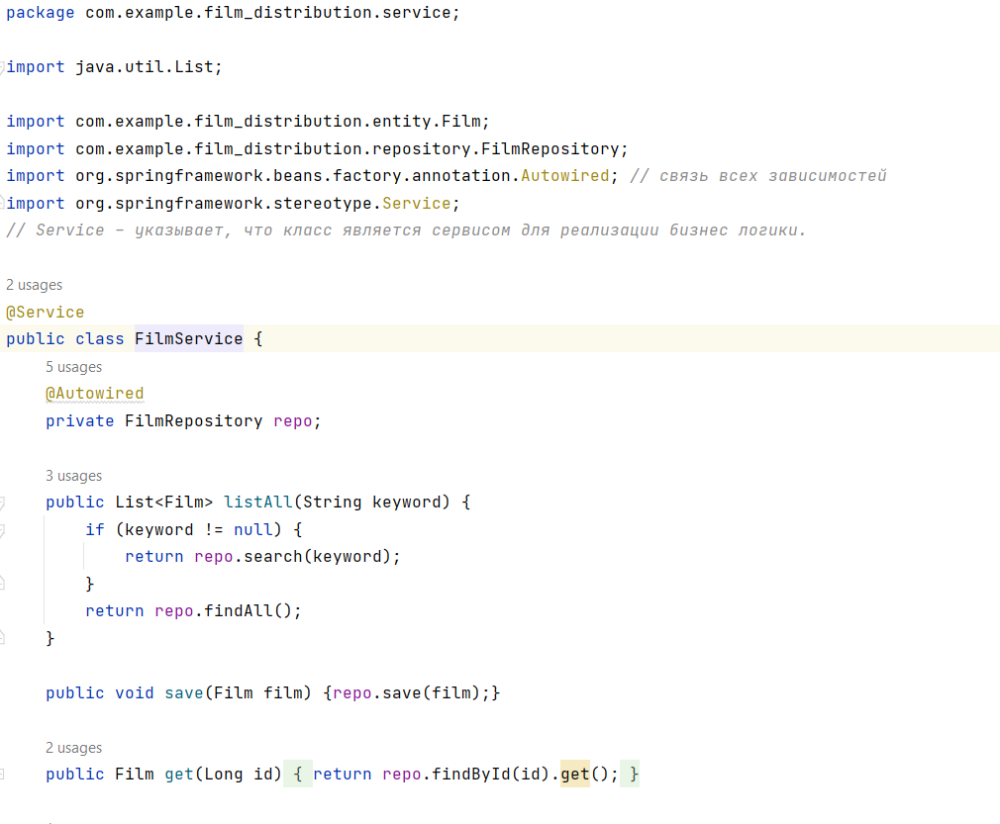 package com.example.film_distribution.service;
import java.util.List;
import com.example.film_distribution.entity.Film;
import com.example.film_distribution.repository.FilmRepository;
import org.springframework.beans.factory.annotation.Autowired; // связь всех зависимостей
import org.springframework.stereotype.Service;
// Service – указывает, что класс является сервисом для реализации бизнес логики.
2 usages
@Service
public class FilmService {
5 usages
@Autowired
private FilmRepository repo;
3 usages
public List<Film> listAll(String keyword) {
if (keyword != null) {
return repo.search(keyword);
}
return repo.findAll();
}
public void save(Film film) {repo.save(film);}
2 usages
public Film get(Long id) { return repo.findById(id).get(); }